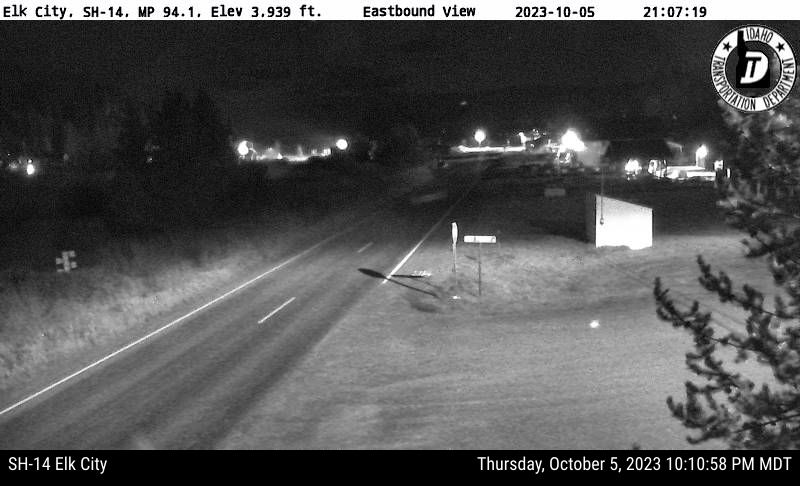 Elk City, SH-14, MP 94.1, Elev 3,939 ft. Eastbound View 2023-10-05 21:07:19
IDAHO
TRANSPORTATION DEPARTMENT
SH-14 Elk City
Thursday, October 5, 2023 10:10:58 PM MDT